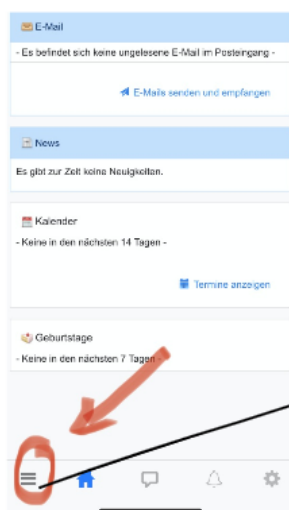 E-Mail
- Es befindet sich keine ungelesene E-Mail im Posteingang -
E-Mails senden und empfangen
News
Es gibt zur Zeit keine Neuigkeiten.
Kalender
- Keine in den nächsten 14 Tagen -
Termine anzeigen
Geburtstage
- Keine in den nächsten 7 Tagen -